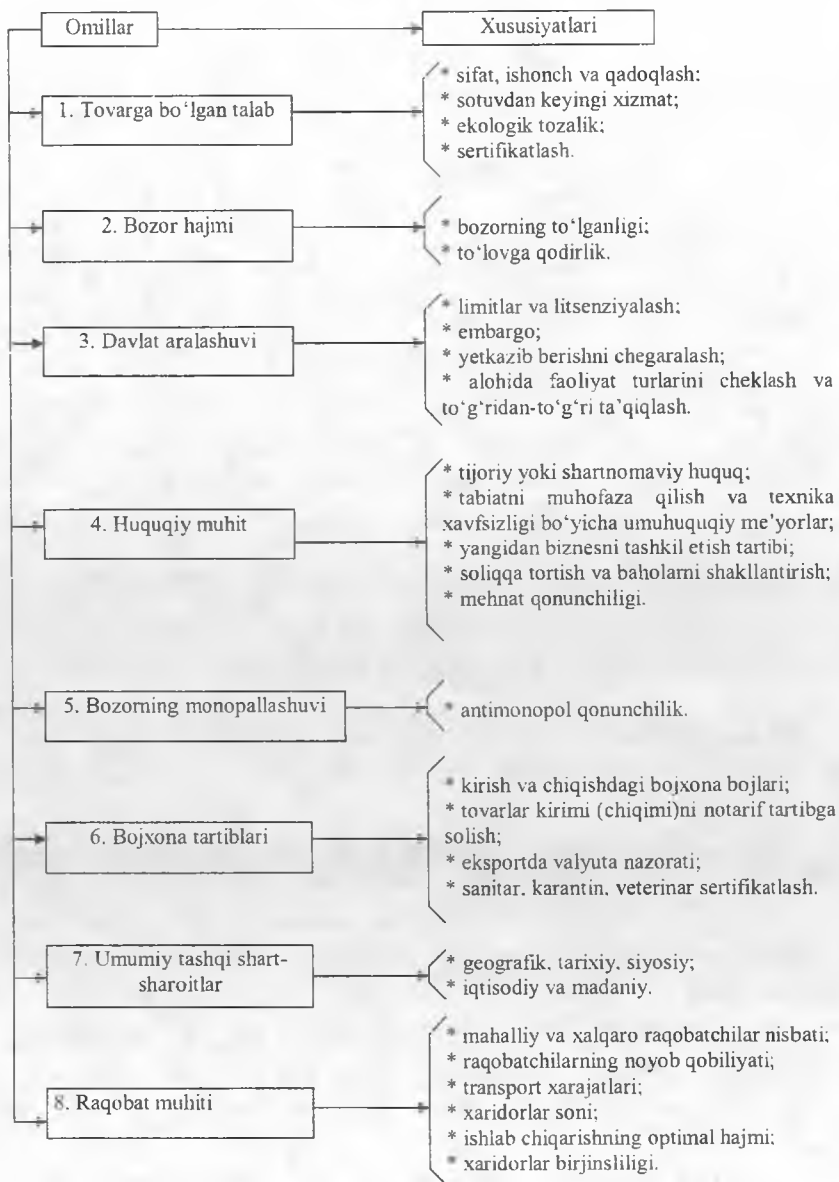 Omillar
Xususiyatlari
1. Tovarga bo‘lgan talab
* sifat, ishonch va qadoqlash:
* sotuvdan keyingi xizmat;
* ekologik tozalik;
* sertifikatlash.
2. Bozor hajmi
* bozorning to‘lganligi;
* to‘lovga qodirlik.
3. Davlat aralashuvi
* limitlar va litsenziyalash;
* embargo;
* yetkazib berishni chegaralash;
* alohida faoliyat turlarini cheklash va
to‘g‘ridan-to‘g‘ri ta’qiqlash.
4. Huquqiy muhit
* tijoriy yoki shartnomaviy huquq;
* tabiatni muhofaza qilish va texnika
xavfsizligi bo‘yicha umuhuquqiy me’yorlar;
* yangidan biznesni tashkil etish tartibi;
* soliqqa tortish va baholarni shakllantirish;
* mehnat qonunchiligi.
5. Bozorning monopallashuvi
* antimonopol qonunchilik.
6. Bojxona tartiblari
* kirish va chiqishdagi bojxona bojlari;
* tovarlar kirimi (chiqimi)ni notarif tartibga
solish;
* eksportda valyuta nazorati;
* sanitar, karantin, veterinar sertifikatlash.
7. Umumiy tashqi shart-
sharoitlar
* geografik, tarixiy, siyosiy;
* iqtisodiy va madaniy.
8. Raqobat muhiti
* mahalliy va xalqaro raqobatchilar nisbati;
* raqobatchilarning noyob qobiliyati;
* transport xarajatlari;
* xaridorlar soni;
* ishlab chiqarishning optimal hajmi;
* xaridorlar birjinsliligi.